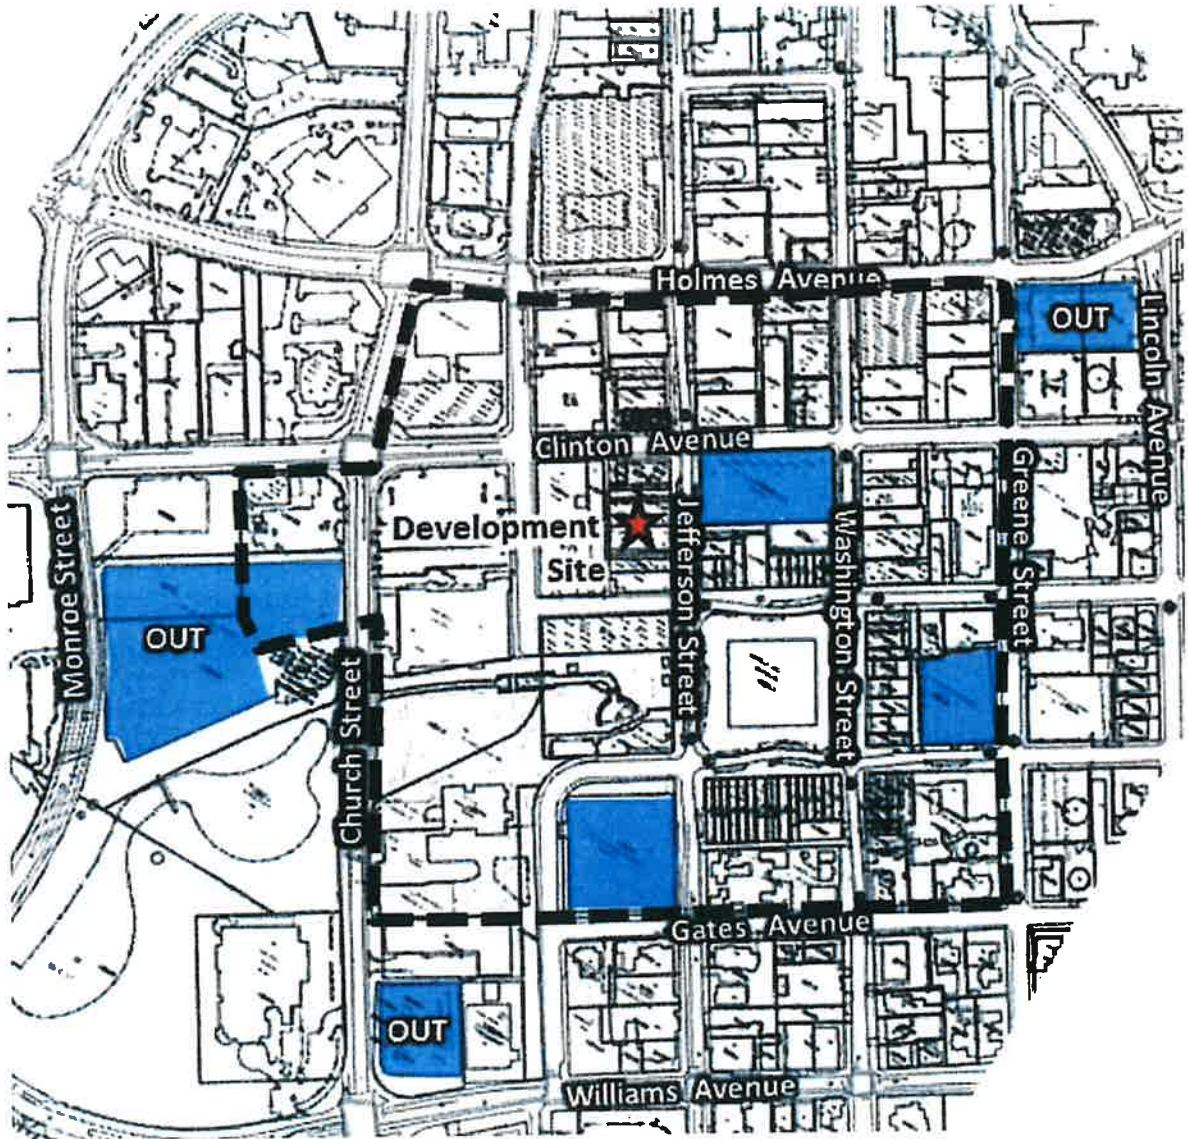 Holmes Avenue
OUT
Lincoln Avenue
Clinton Avenue
Greene Street
Development
Site
Jefferson Street
Washington Street
Monroe Street
OUT
Church Street
Gates Avenue
OUT
Williams Avenue